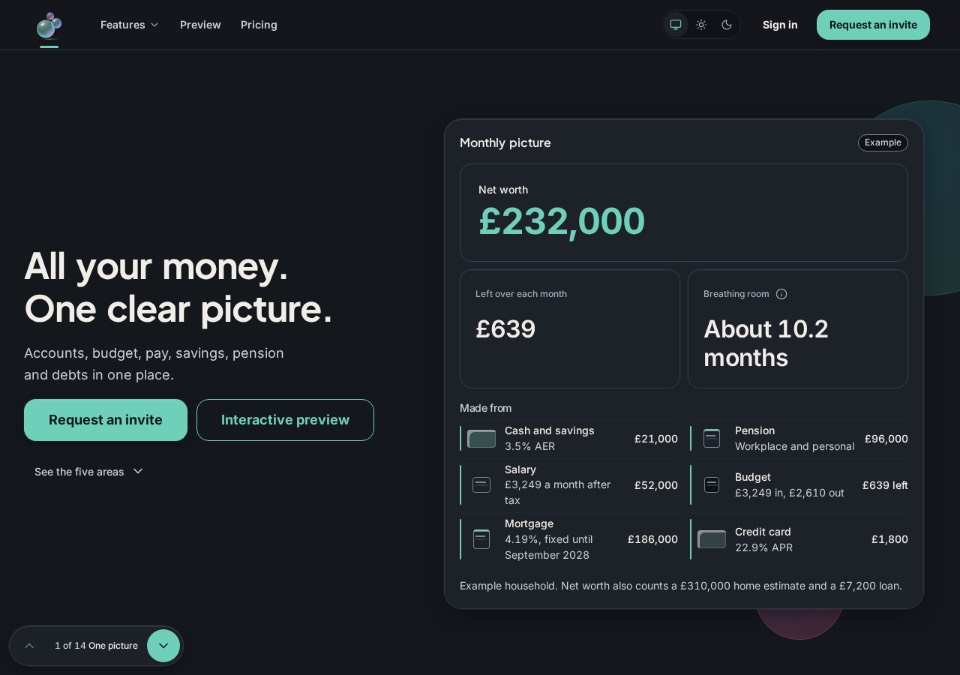 Features
Preview
Pricing
Sign in
Request an invite
All your money.
One clear picture.
Accounts, budget, pay, savings, pension
and debts in one place.
Request an invite
Interactive preview
See the five areas
Monthly picture
Example
Net worth
£232,000
Left over each month
£639
Breathing room
About 10.2
months
Made from
Cash and savings
3.5% AER
£21,000
Pension
Workplace and personal
£96,000
Salary
£3,249 a month after
tax
£52,000
Budget
£3,249 in, £2,610 out
£639 left
Mortgage
4.19%, fixed until
September 2028
£186,000
Credit card
22.9% APR
£1,800
Example household. Net worth also counts a £310,000 home estimate and a £7,200 loan.
1 of 14 One picture